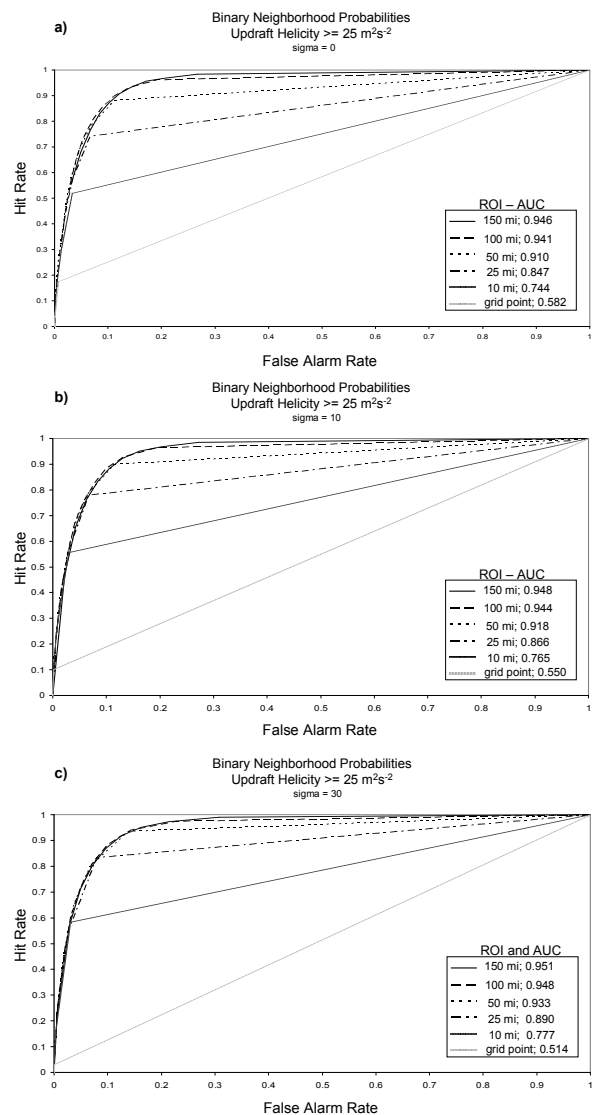 a)
Binary Neighborhood Probabilities
Updraft Helicity >= 25 m²s⁻²
sigma = 0
1
0.9
0.8
0.7
0.6
0.5
0.4
0.3
0.2
0.1
0
Hit Rate
ROI – AUC
150 mi; 0.946
100 mi; 0.941
50 mi; 0.910
25 mi; 0.847
10 mi; 0.744
grid point; 0.582
0 0.1 0.2 0.3 0.4 0.5 0.6 0.7 0.8 0.9 1
False Alarm Rate
b)
Binary Neighborhood Probabilities
Updraft Helicity >= 25 m²s⁻²
sigma = 10
1
0.9
0.8
0.7
0.6
0.5
0.4
0.3
0.2
0.1
0
Hit Rate
ROI – AUC
150 mi; 0.948
100 mi; 0.944
50 mi; 0.918
25 mi; 0.866
10 mi; 0.765
grid point; 0.550
0 0.1 0.2 0.3 0.4 0.5 0.6 0.7 0.8 0.9 1
False Alarm Rate
c)
Binary Neighborhood Probabilities
Updraft Helicity >= 25 m²s⁻²
sigma = 30
1
0.9
0.8
0.7
0.6
0.5
0.4
0.3
0.2
0.1
0
Hit Rate
ROI and AUC
150 mi; 0.951
100 mi; 0.948
50 mi; 0.933
25 mi; 0.890
10 mi; 0.777
grid point; 0.514
0 0.1 0.2 0.3 0.4 0.5 0.6 0.7 0.8 0.9 1
False Alarm Rate